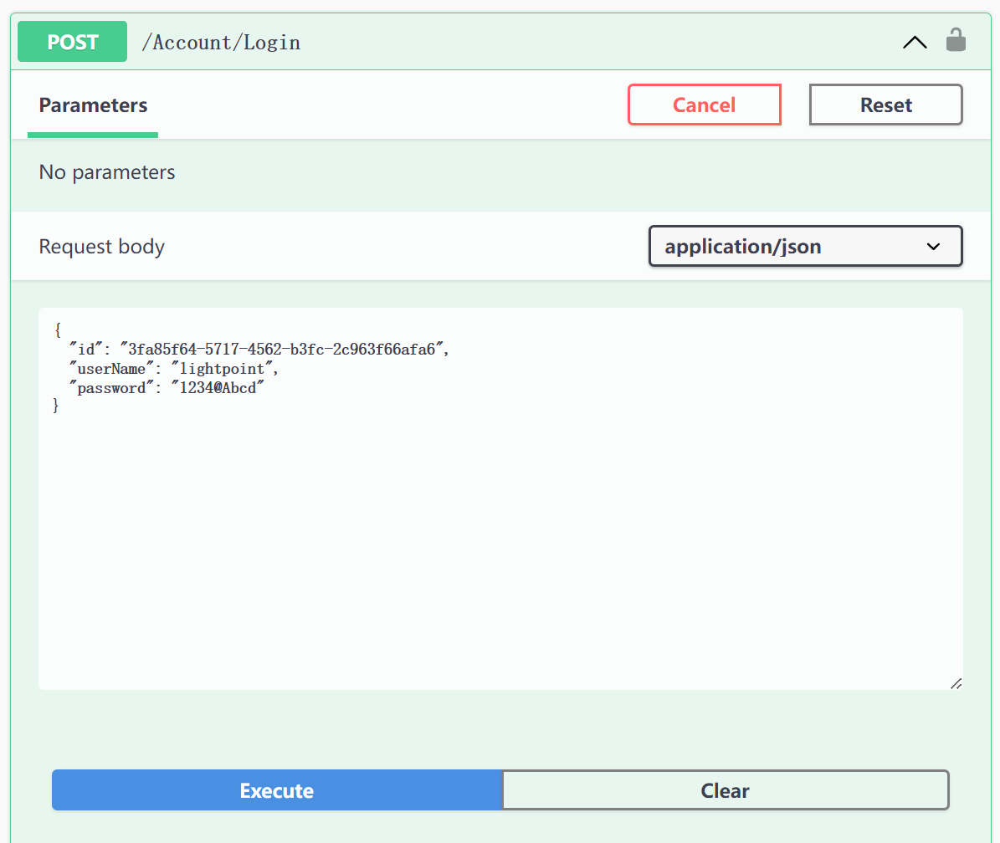 POST /Account/Login
Parameters Cancel Reset
No parameters
Request body application/json
{
"id": "3fa85f64-5717-4562-b3fc-2c963f66afa6",
"userName": "lightpoint",
"password": "1234@Abcd"
}
Execute Clear